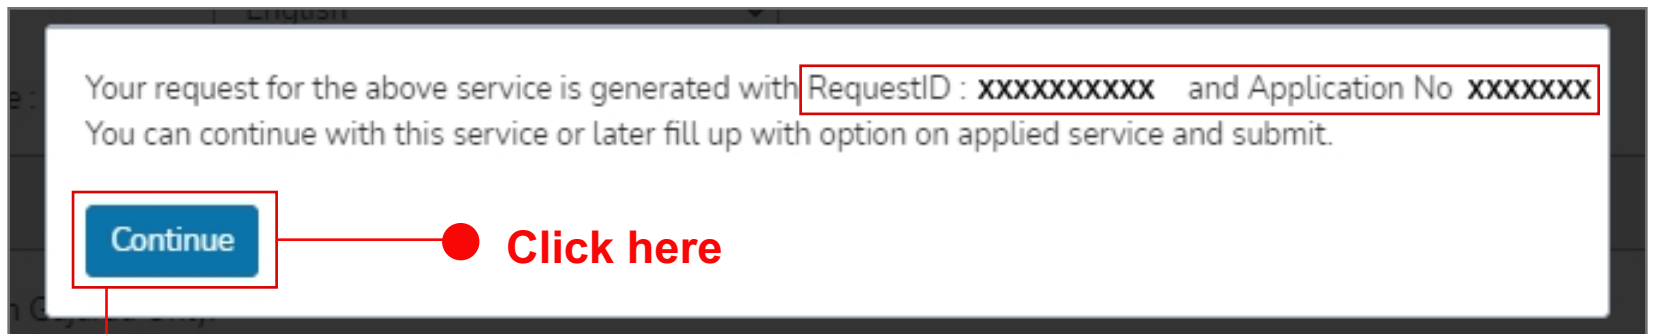 English
Your request for the above service is generated with RequestID : XXXXXXXXXX and Application No XXXXXXX
You can continue with this service or later fill up with option on applied service and submit.
Continue
Click here